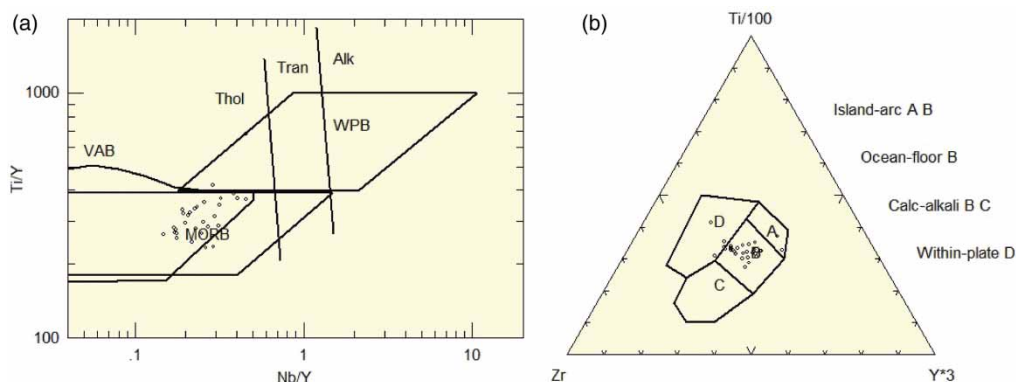 (a)
1000
100
Ti/Y
VAB
Thol
Tran
Alk
WPB
MORB
.1
1
10
Nb/Y
(b)
Ti/100
Island-arc A B
Ocean-floor B
Calc-alkali B C
Within-plate D
D
A
B
C
Zr
Y*3